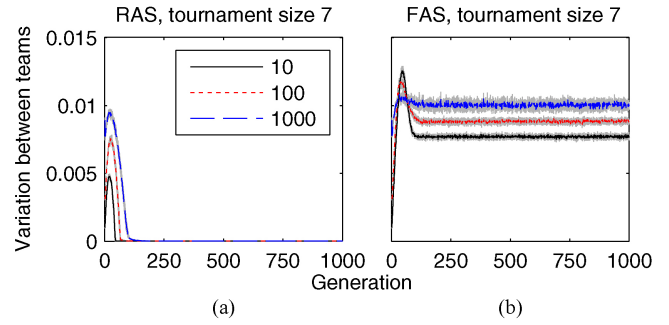 RAS, tournament size 7
FAS, tournament size 7
Variation between teams
0.015
0.01
0.005
0
10
100
1000
0 250 500 750 1000
0 250 500 750 1000
Generation
(a)
(b)